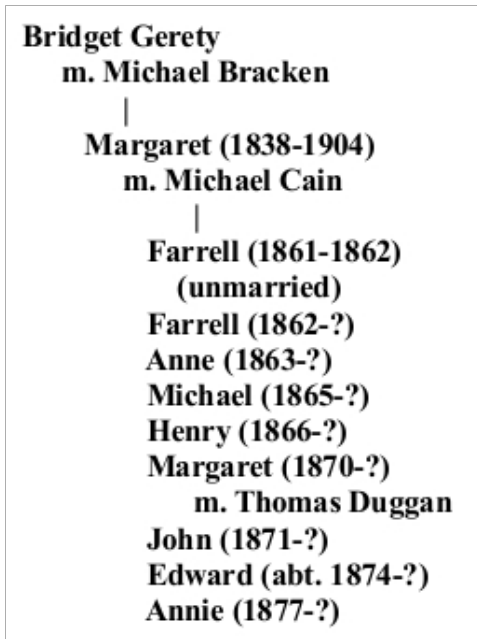 Bridget Gerety
m. Michael Bracken
|
Margaret (1838-1904)
m. Michael Cain
|
Farrell (1861-1862)
(unmarried)
Farrell (1862-?)
Anne (1863-?)
Michael (1865-?)
Henry (1866-?)
Margaret (1870-?)
m. Thomas Duggan
John (1871-?)
Edward (abt. 1874-?)
Annie (1877-?)